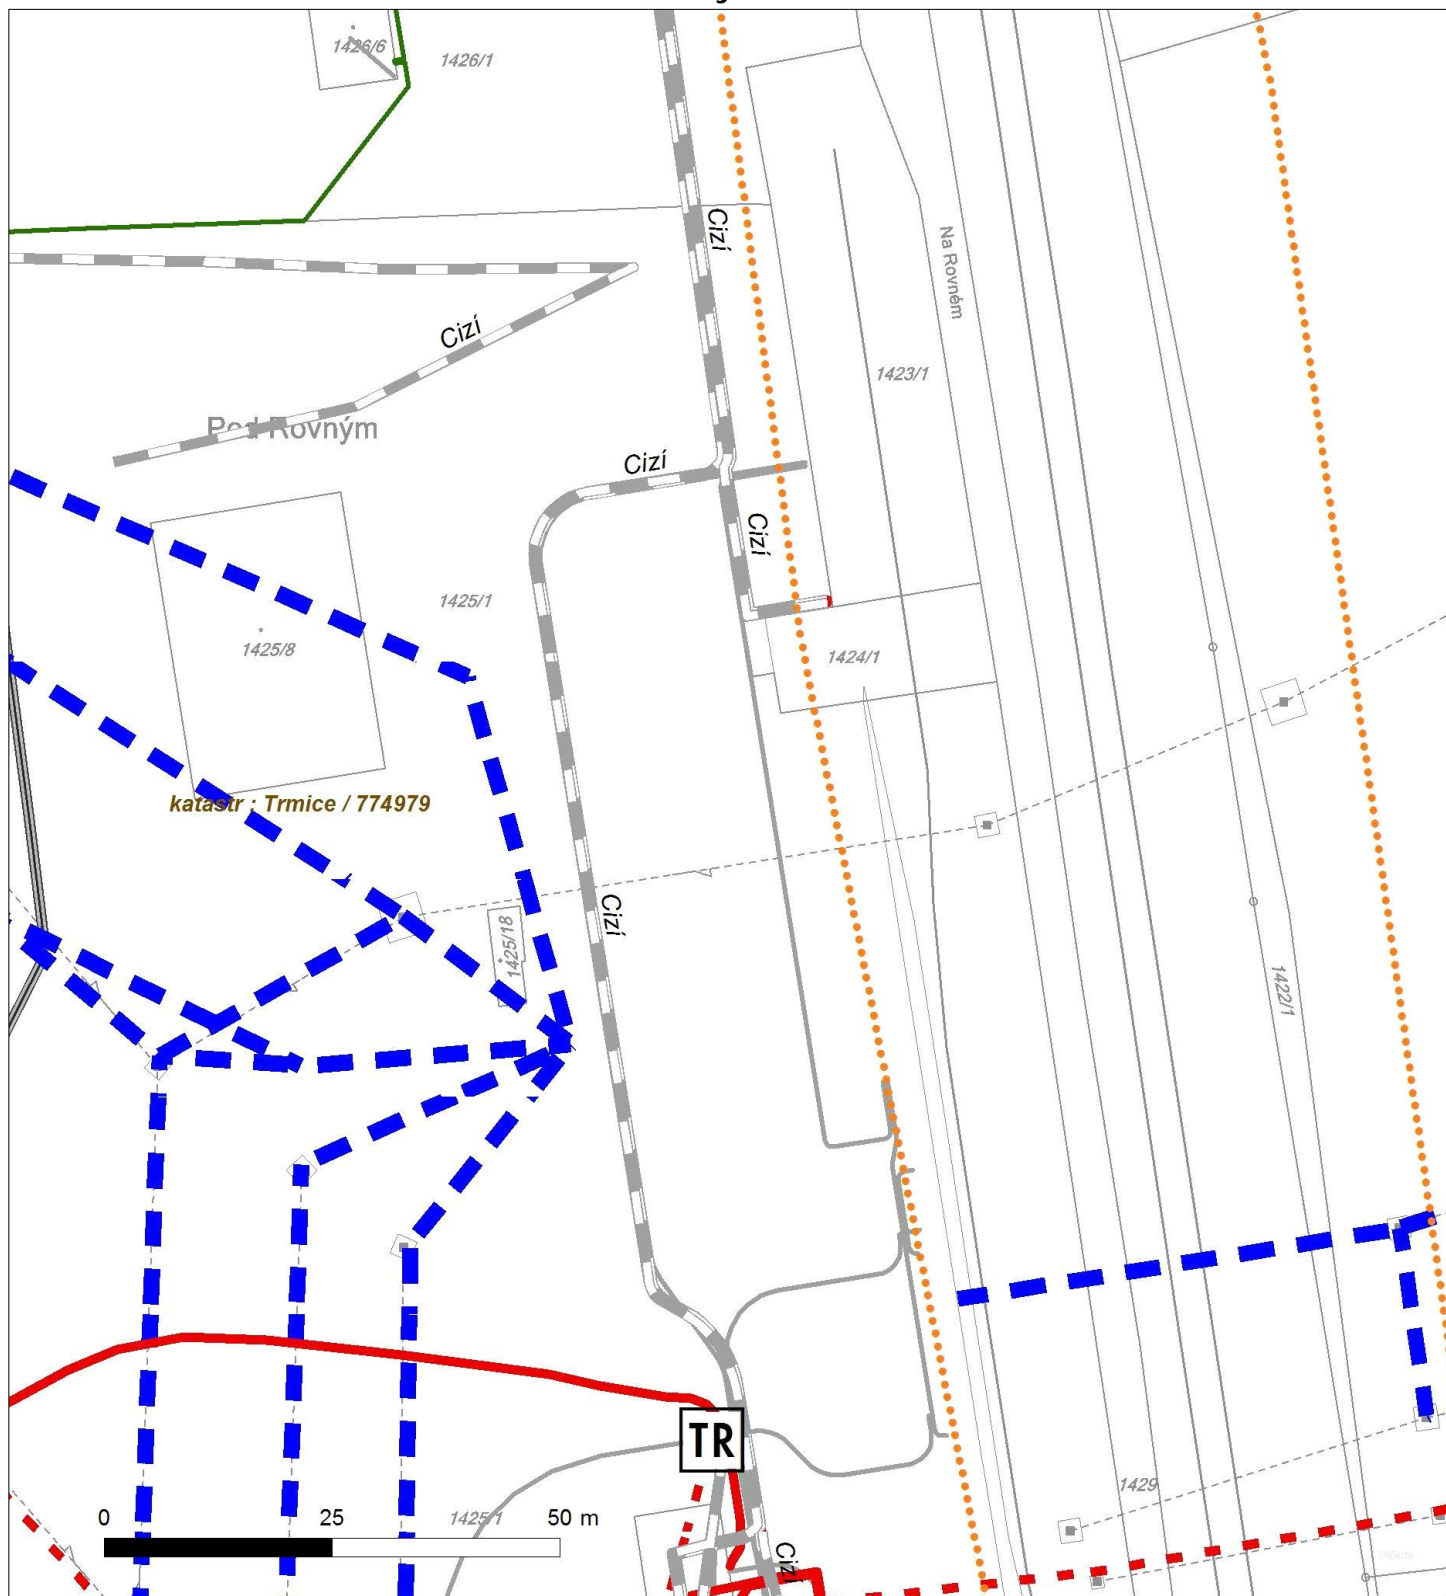 1426/6
1426/1
Cizí
Na Rovném
Cizí
1423/1
Pod Rovným
Cizí
Cizí
1425/1
1425/8
1424/1
katastr : Trmice / 774979
Cizí
1425/18
1422/1
TR
1429
0 25 50 m
1425/1
Cizí